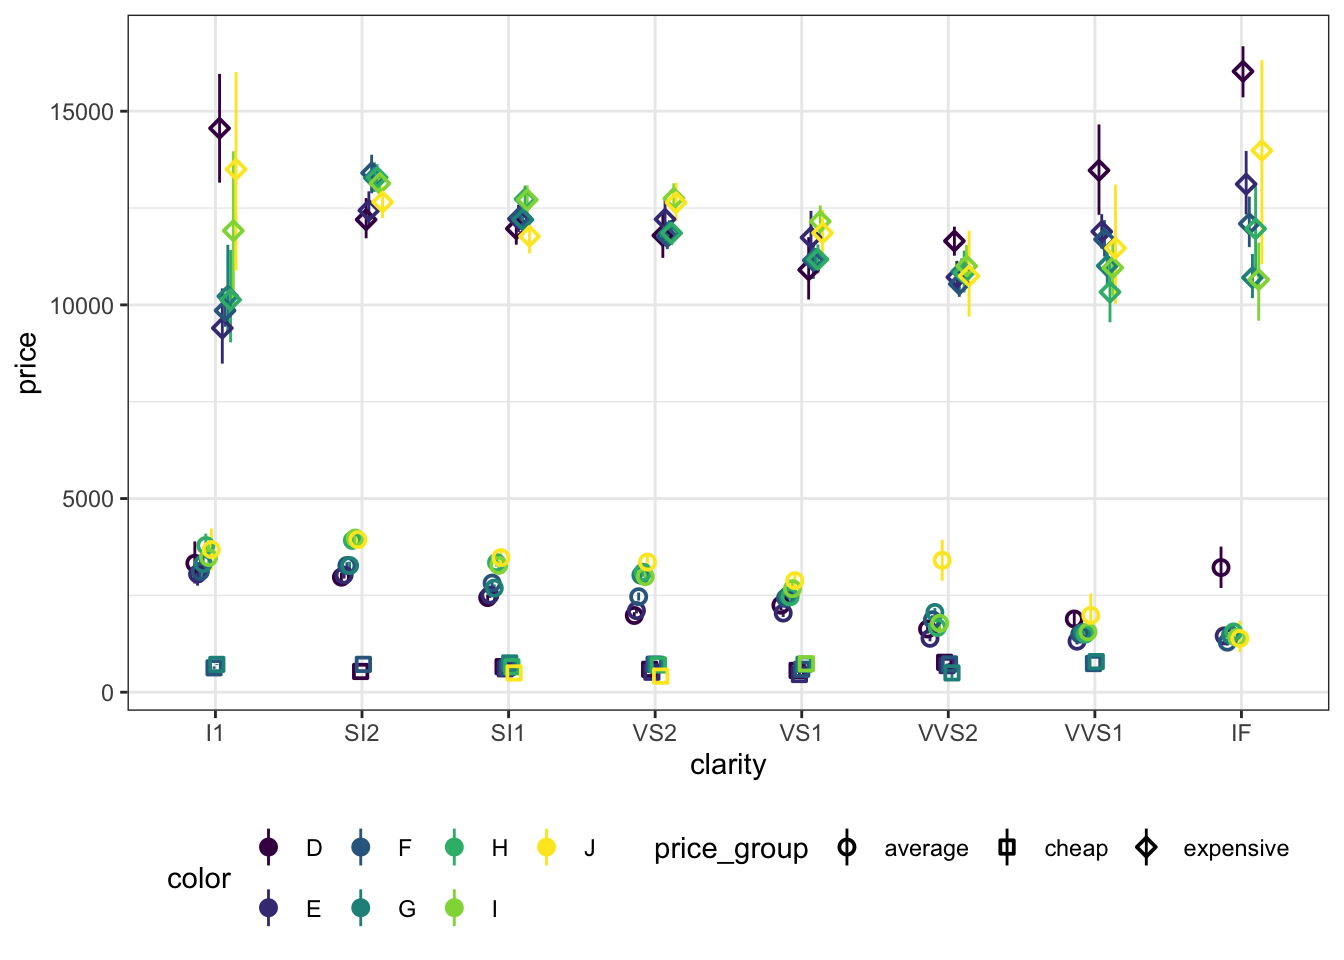 15000
10000
5000
0
price
I1 SI2 SI1 VS2 VS1 VVS2 VVS1 IF
clarity
color
D F H J
E G I
price_group average cheap expensive